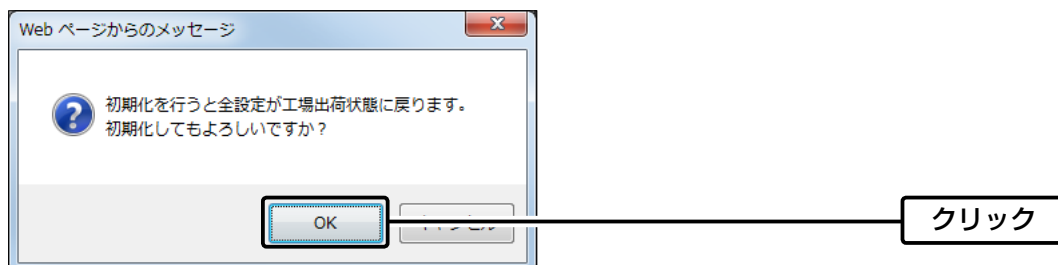 Web ページからのメッセージ
初期化を行うと全設定が工場出荷状態に戻ります。
初期化してもよろしいですか？
OK
クリック